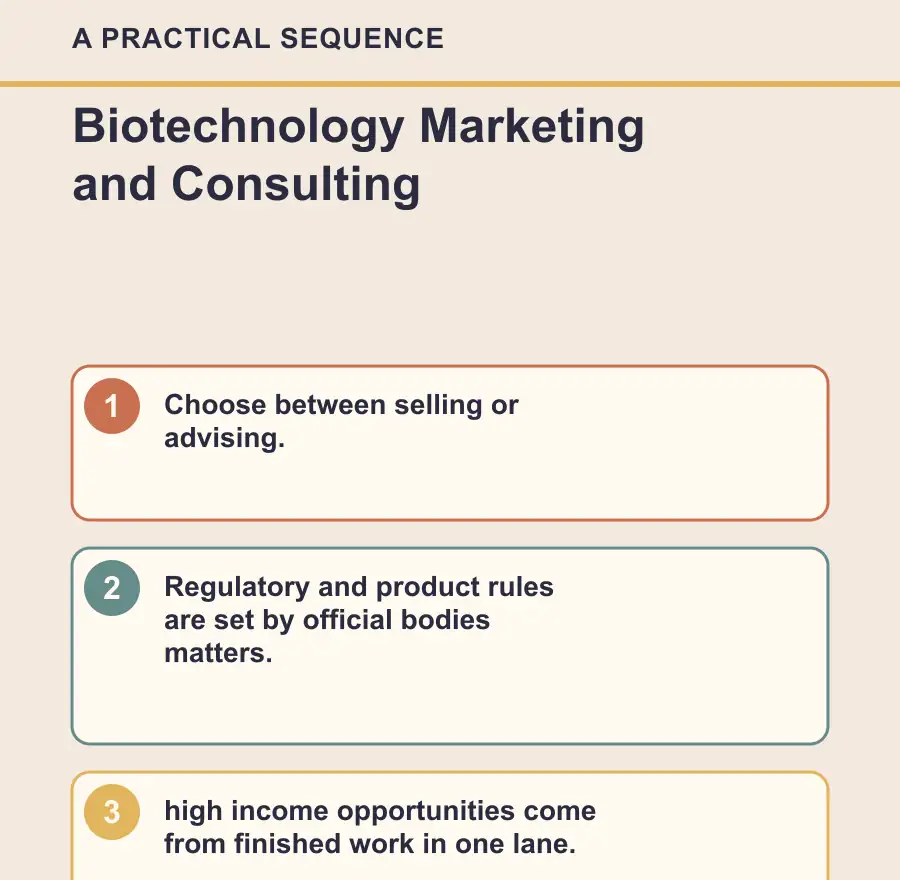 A PRACTICAL SEQUENCE
Biotechnology Marketing
and Consulting
1
Choose between selling or
advising.
2
Regulatory and product rules
are set by official bodies
matters.
3
high income opportunities come
from finished work in one lane.